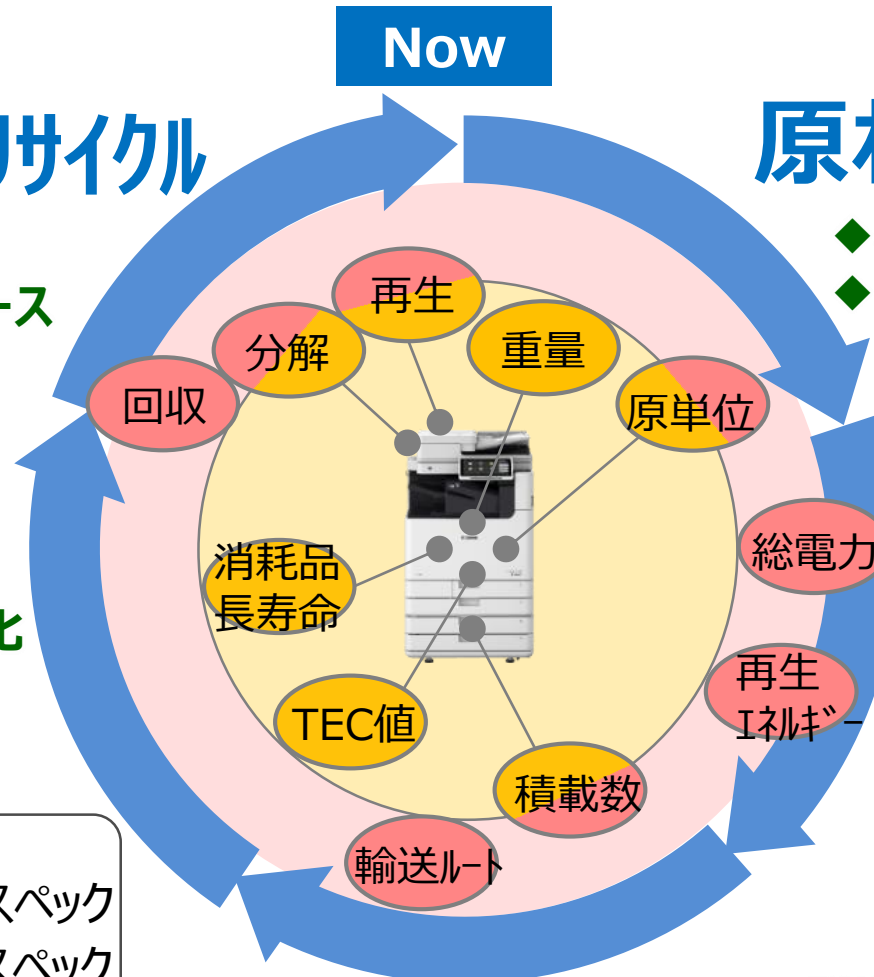 Now
リサイクル
原材
ース
再生
分解
重量
回収
原単位
消耗品
長寿命
総電力
化
再生
ｴﾈﾙｷﾞｰ
TEC値
積載数
輸送ﾙｰﾄ
スペック
スペック